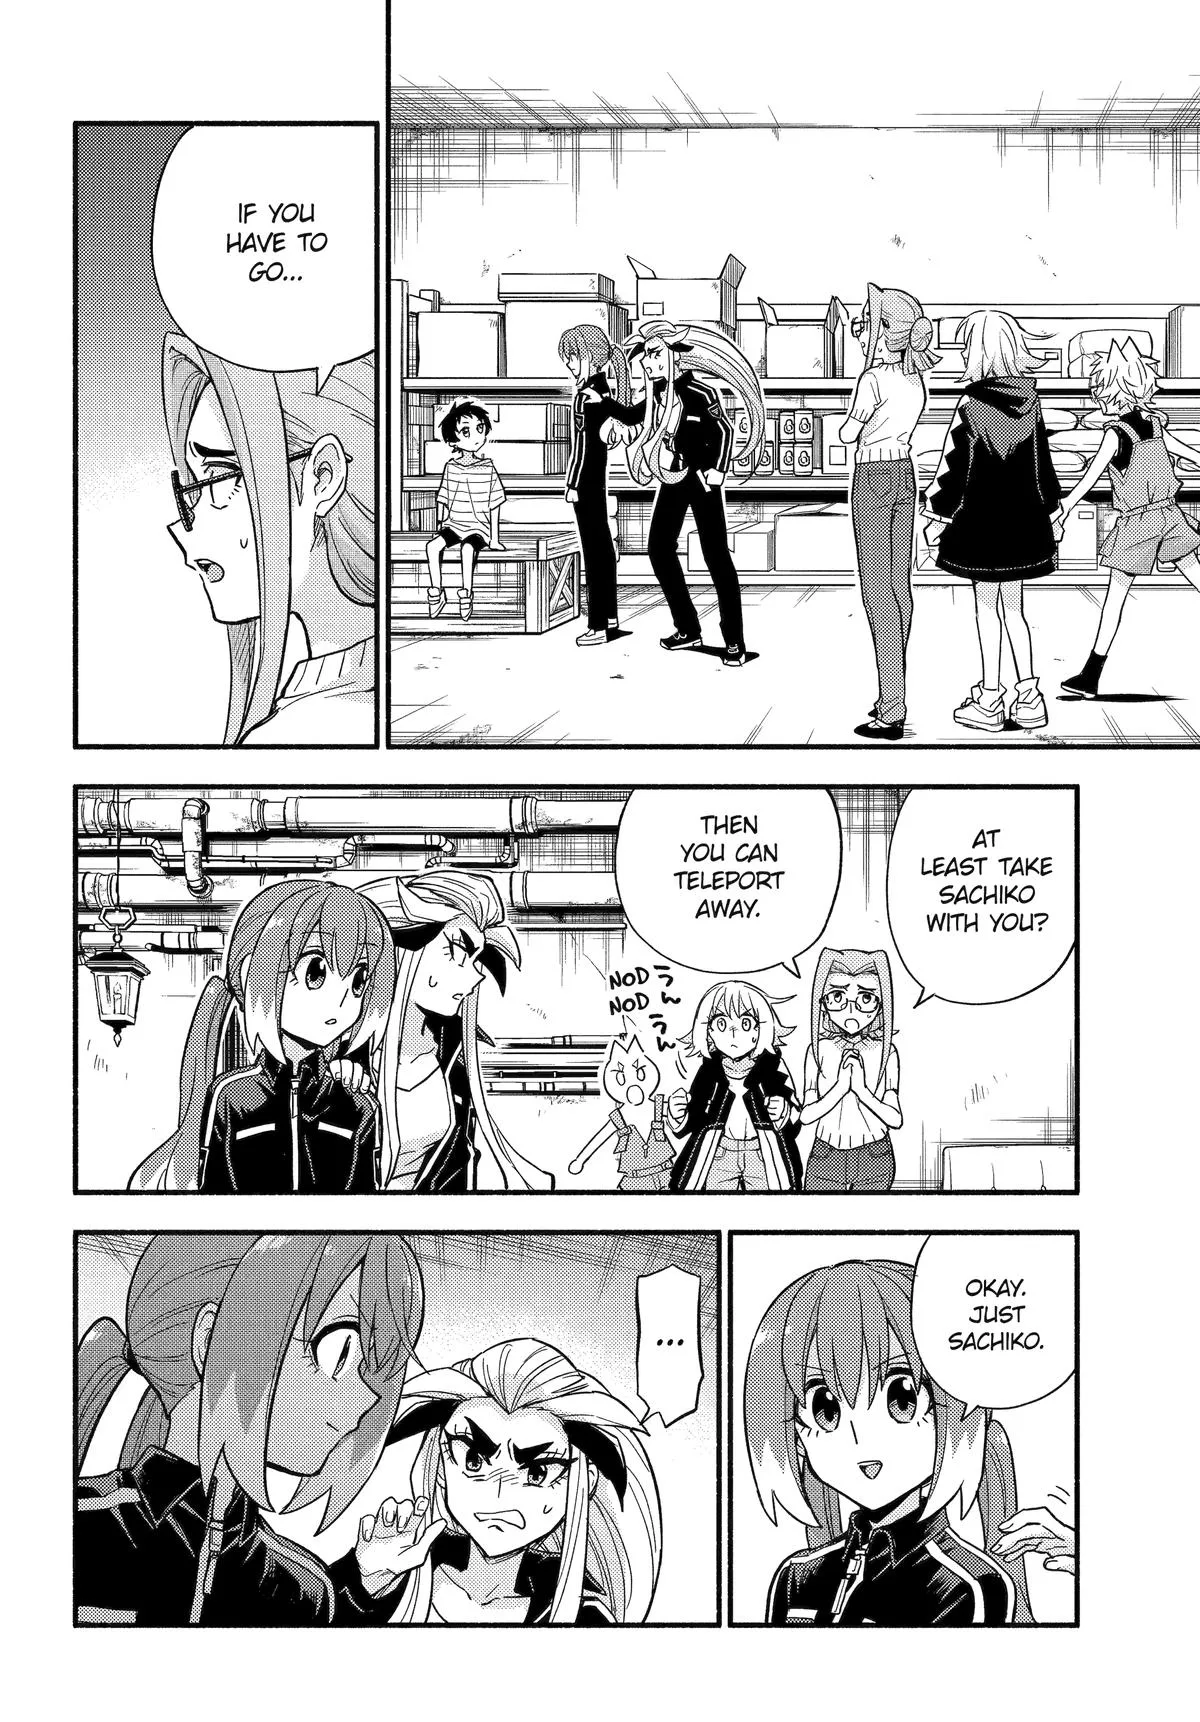 IF YOU
HAVE TO
GO...
AT
LEAST TAKE
SACHIKO
WITH YOU?
THEN
YOU CAN
TELEPORT
AWAY.
NOD
NOD
うん
うん
OKAY.
JUST
SACHIKO.
...